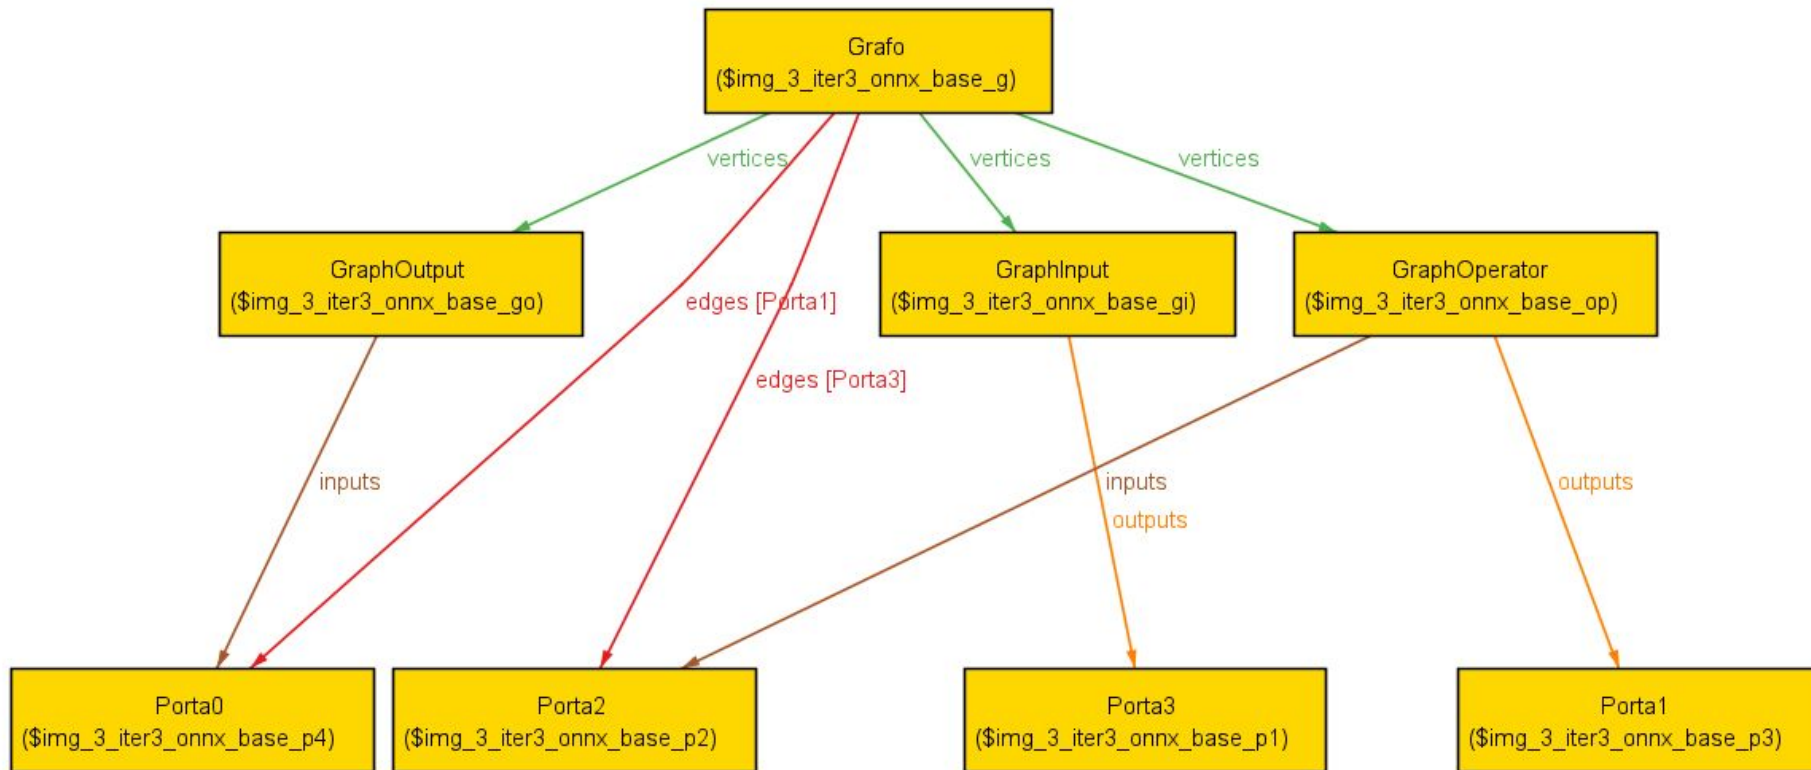 Grafo
($img_3_iter3_onnx_base_g)
vertices
vertices
vertices
GraphOutput
($img_3_iter3_onnx_base_go)
GraphInput
($img_3_iter3_onnx_base_gi)
GraphOperator
($img_3_iter3_onnx_base_op)
edges [Porta1]
edges [Porta3]
inputs
inputs
outputs
outputs
Porta0
($img_3_iter3_onnx_base_p4)
Porta2
($img_3_iter3_onnx_base_p2)
Porta3
($img_3_iter3_onnx_base_p1)
Porta1
($img_3_iter3_onnx_base_p3)